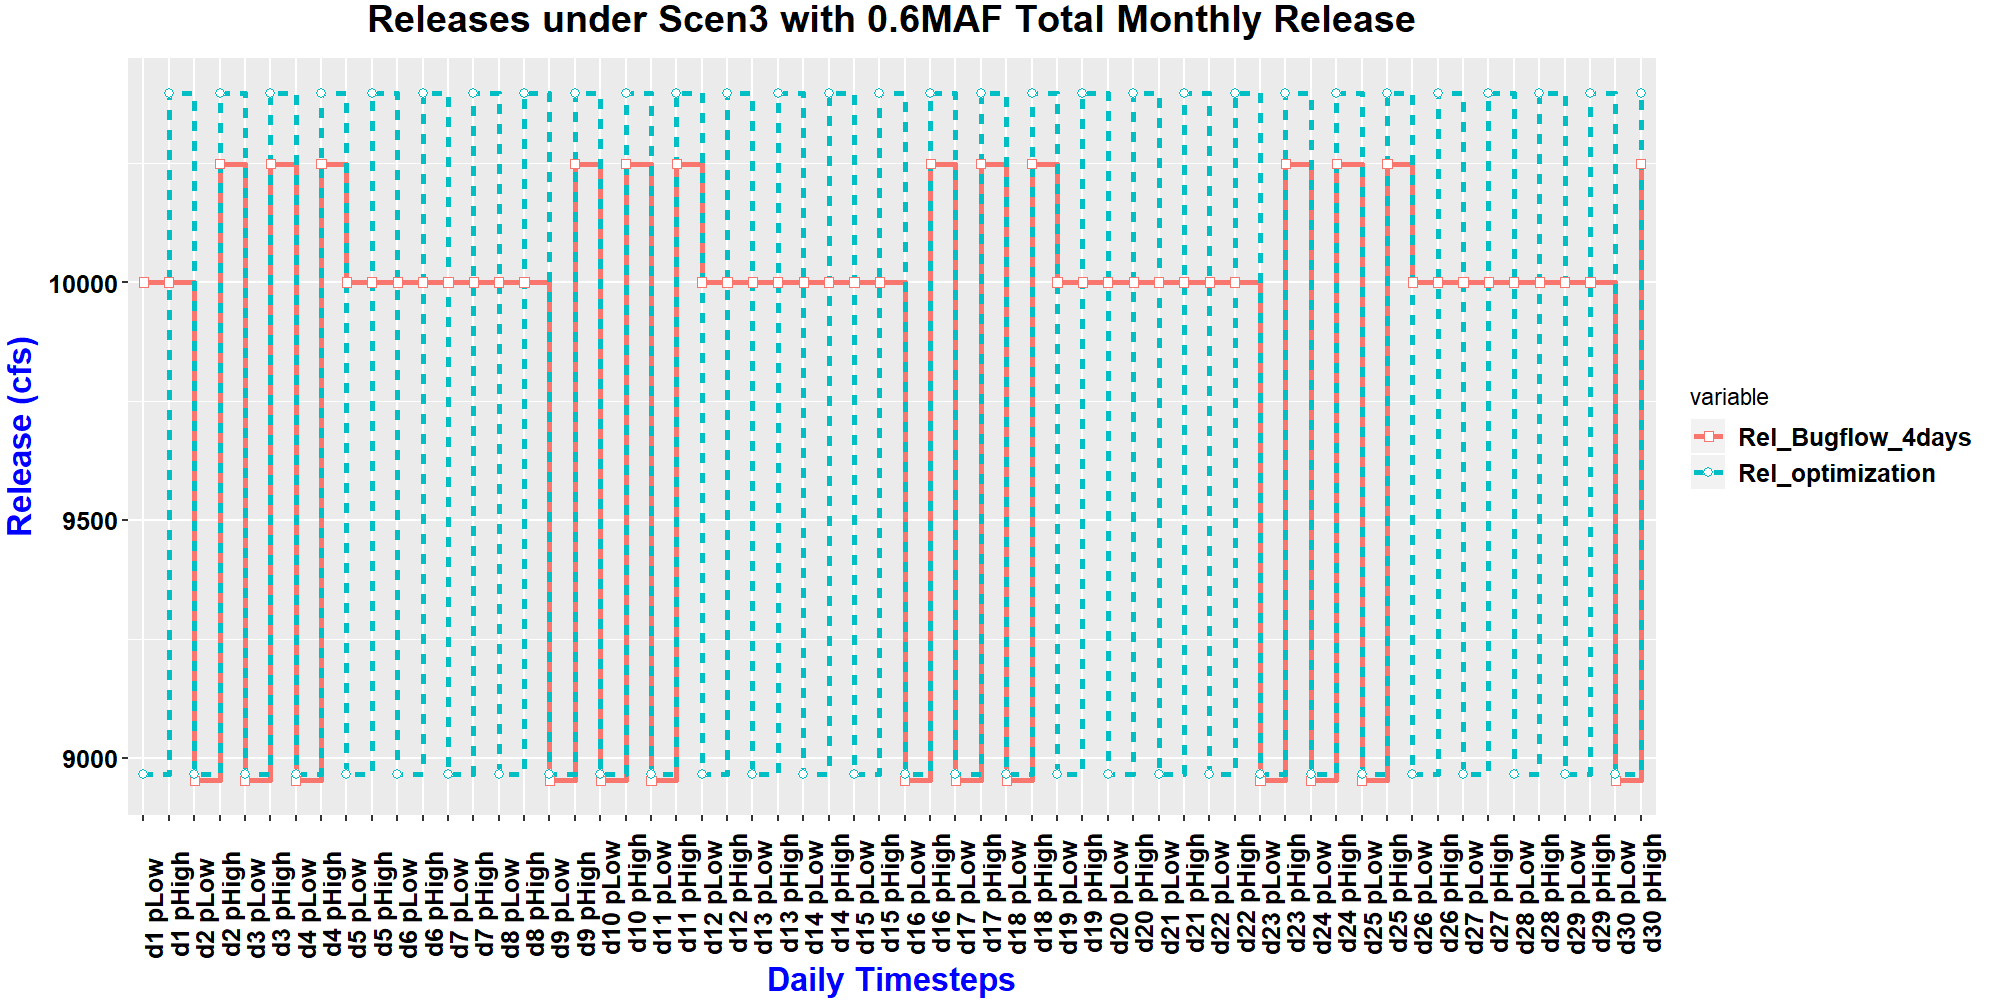 Releases under Scen3 with 0.6MAF Total Monthly Release
Release (cfs)
10000
9500
9000
d1 pLow
d1 pHigh
d2 pLow
d2 pHigh
d3 pLow
d3 pHigh
d4 pLow
d4 pHigh
d5 pLow
d5 pHigh
d6 pLow
d6 pHigh
d7 pLow
d7 pHigh
d8 pLow
d8 pHigh
d9 pLow
d9 pHigh
d10 pLow
d10 pHigh
d11 pLow
d11 pHigh
d12 pLow
d12 pHigh
d13 pLow
d13 pHigh
d14 pLow
d14 pHigh
d15 pLow
d15 pHigh
d16 pLow
d16 pHigh
d17 pLow
d17 pHigh
d18 pLow
d18 pHigh
d19 pLow
d19 pHigh
d20 pLow
d20 pHigh
d21 pLow
d21 pHigh
d22 pLow
d22 pHigh
d23 pLow
d23 pHigh
d24 pLow
d24 pHigh
d25 pLow
d25 pHigh
d26 pLow
d26 pHigh
d27 pLow
d27 pHigh
d28 pLow
d28 pHigh
d29 pLow
d29 pHigh
d30 pLow
d30 pHigh
Daily Timesteps
variable
Rel_Bugflow_4days
Rel_optimization